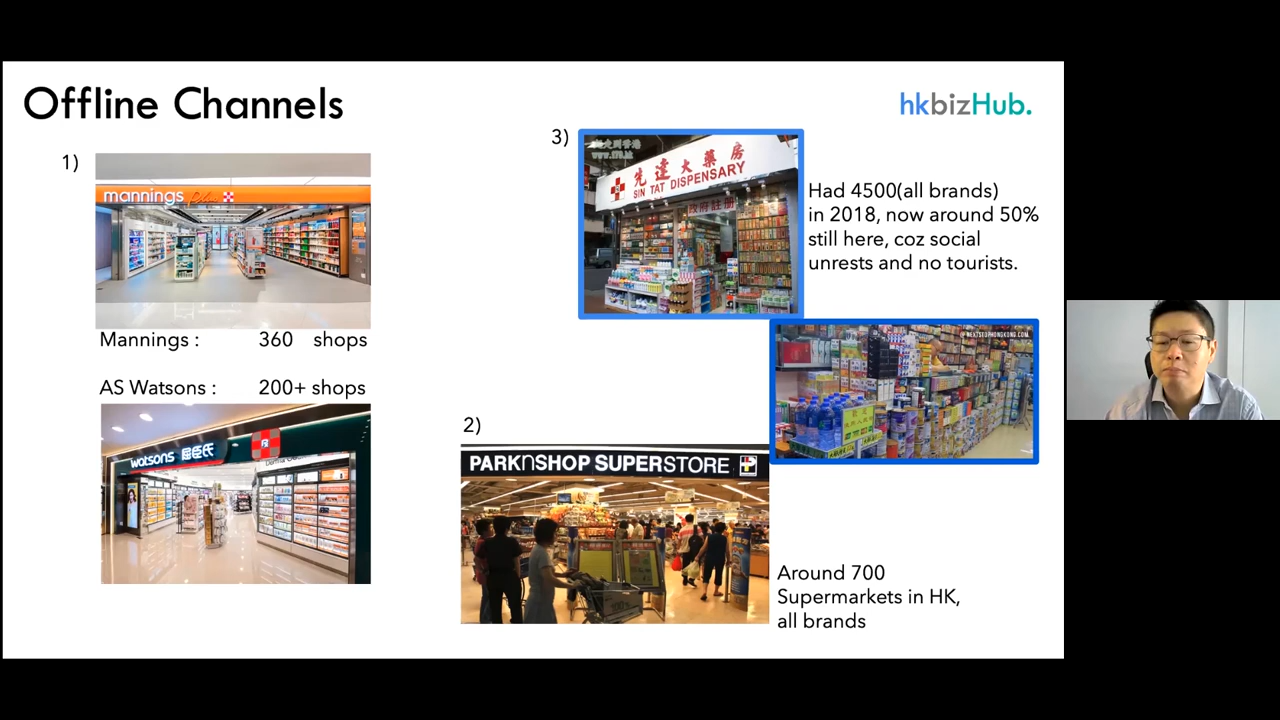 Offline Channels
hkbizHub.
1)
mannings Plus
Mannings : 360 shops
AS Watsons : 200+ shops
watsons 屈臣氏
2)
PARKNSHOP SUPERSTORE
Around 700
Supermarkets in HK,
all brands
3)
先達大藥房
SIN TAT DISPENSARY
Had 4500(all brands)
in 2018, now around 50%
still here, coz social
unrests and no tourists.